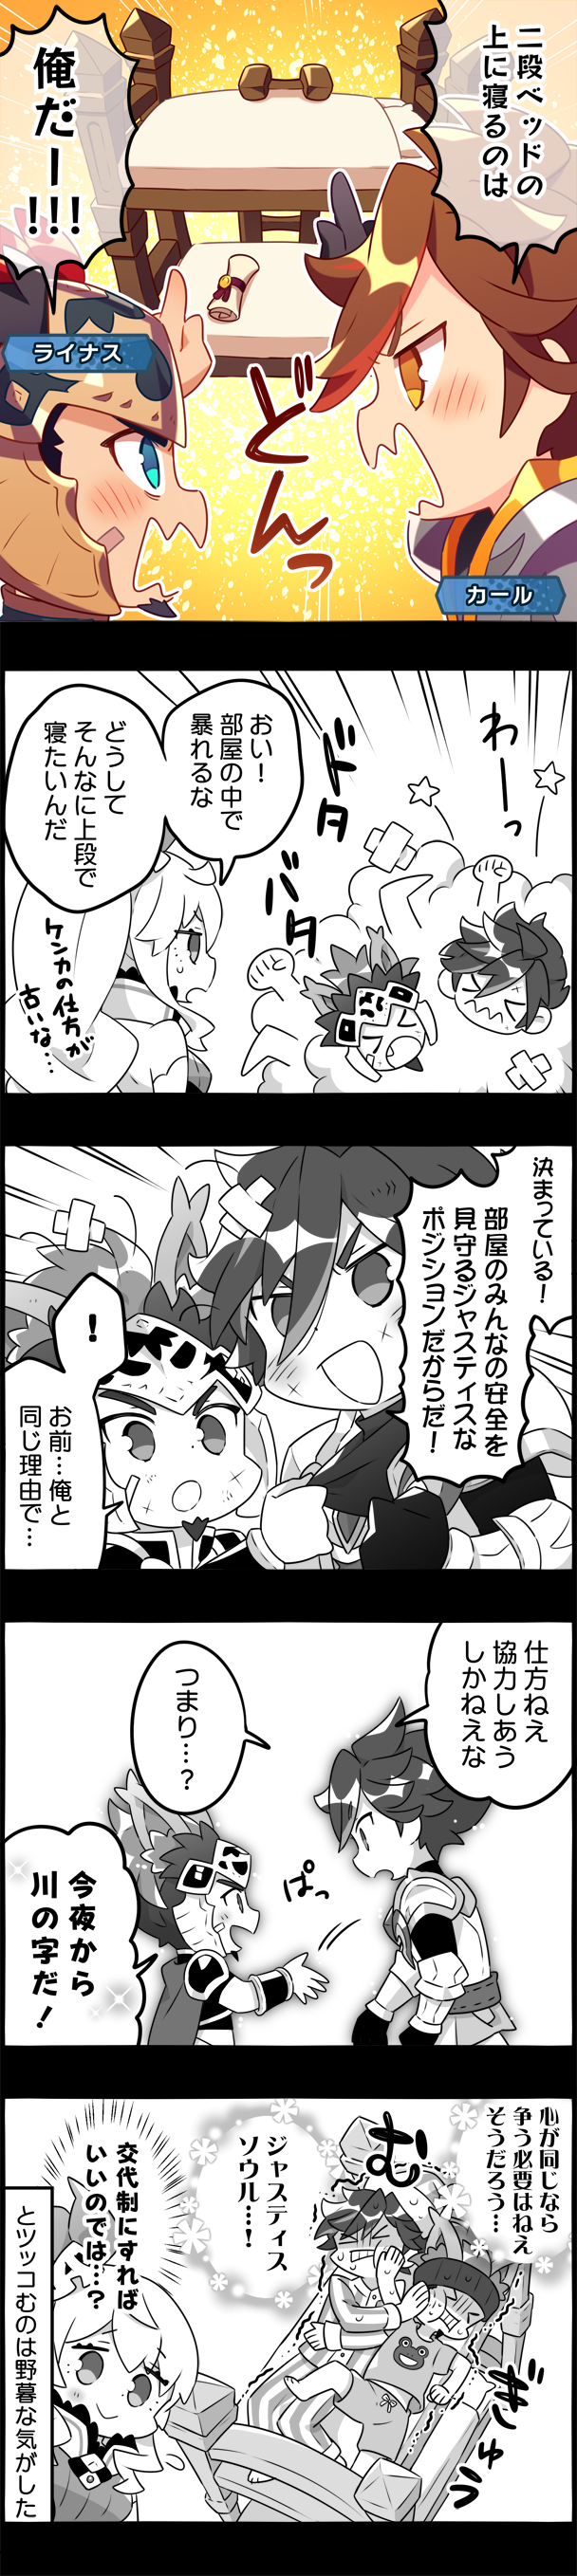 二段ベッドの
上に寝るのは
俺だー!!!
ライナス
どんっ
カール
わーっ
ドタ
バタ
おい!
部屋の中で
暴れるな
どうして
そんなに上段で
寝たいんだ
ケンカの仕方が
古いな…
決まっている!
部屋のみんなの安全を
見守るジャスティスな
ポジションだからだ!
!
お前…俺と
同じ理由で…
仕方ねえ
協力しあう
しかねえな
つまり…?
ぱっ
今夜から
川の字だ!
心が同じなら
争う必要はねえ
そうだろう…
む
ぎゅう
ジャスティス
ソウル…!
交代制にすれば
いいのでは…?
とツッコむのは野暮な気がした